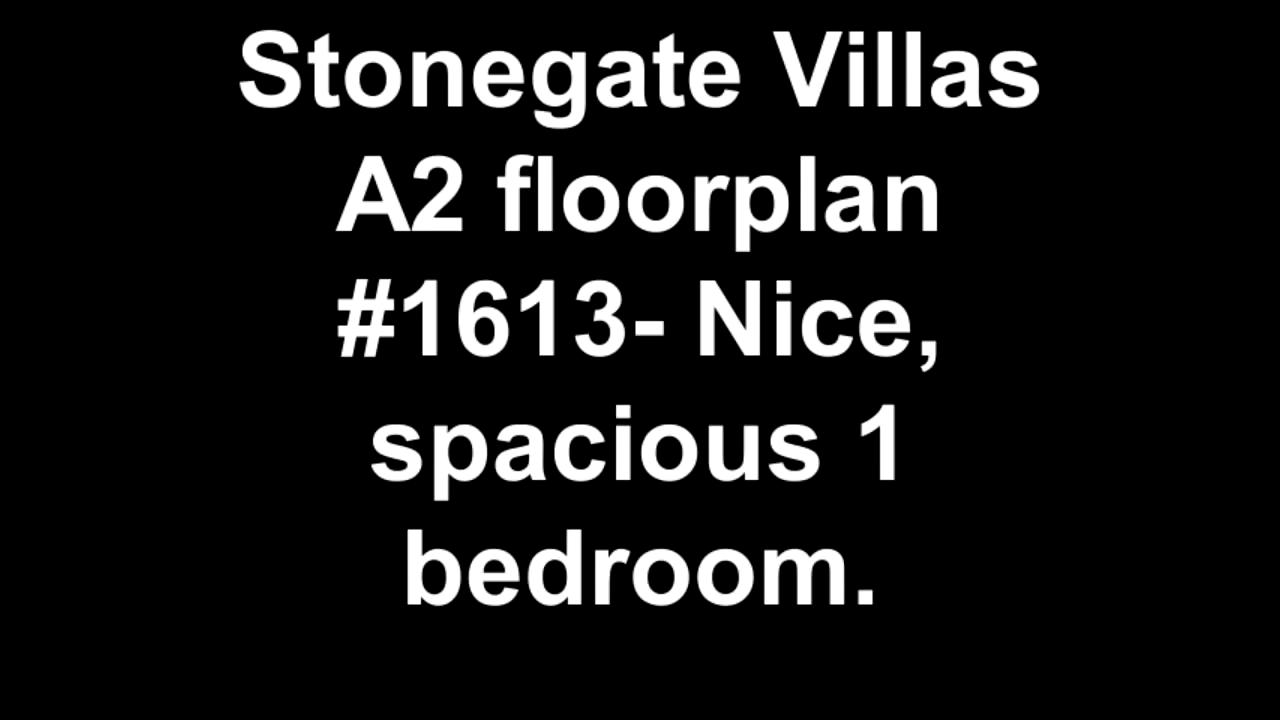 Stonegate Villas
A2 floorplan
#1613- Nice,
spacious 1
bedroom.